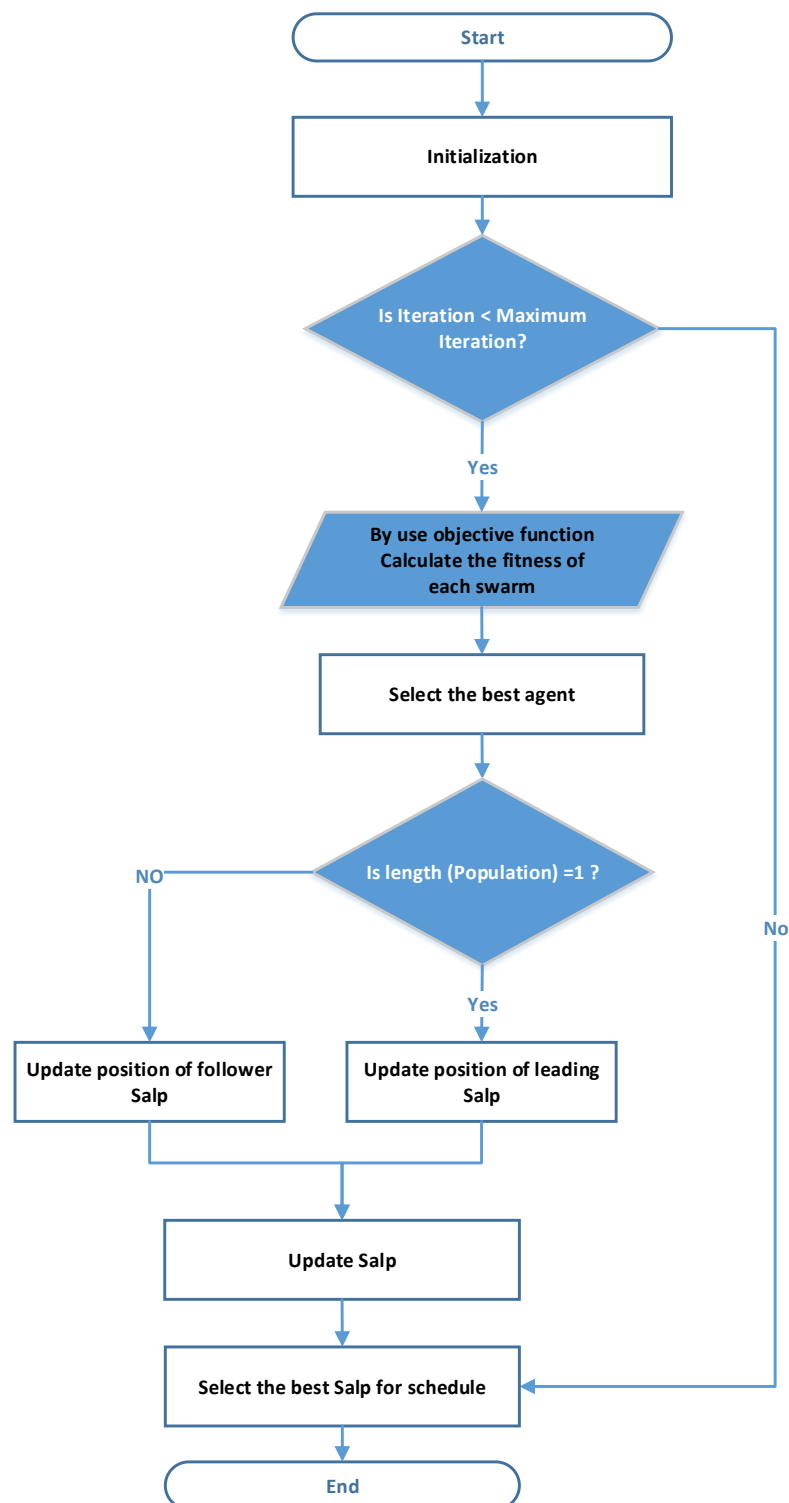 Start
Initialization
Is Iteration < Maximum
Iteration?
Yes
By use objective function
Calculate the fitness of
each swarm
Select the best agent
Is length (Population) =1 ?
NO
No
Yes
Update position of follower
Salp
Update position of leading
Salp
Update Salp
Select the best Salp for schedule
End